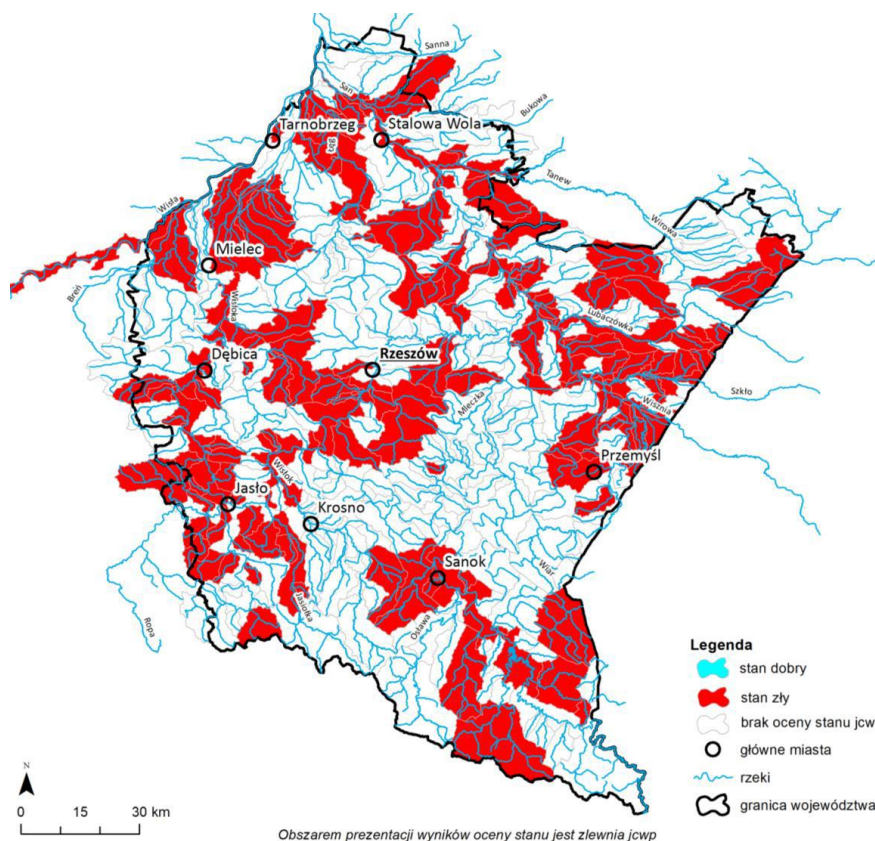 Sanna
San
Bukowa
Tarnobrzeg
Stalowa Wola
Łęg
Tanew
Wisła
Wirowa
Mielec
Breń
Wisłoka
Lubaczówka
Dębica
Rzeszów
Szkło
Mleczka
Wisznia
Przemyśl
Wisłok
Jasło
Krosno
Sanok
Wiar
Jasiołka
Ropa
Osława
Legenda
stan dobry
stan zły
brak oceny stanu jcw
główne miasta
rzeki
granica województwa
N
0 15 30 km
Obszarem prezentacji wyników oceny stanu jest zlewnia jcwp